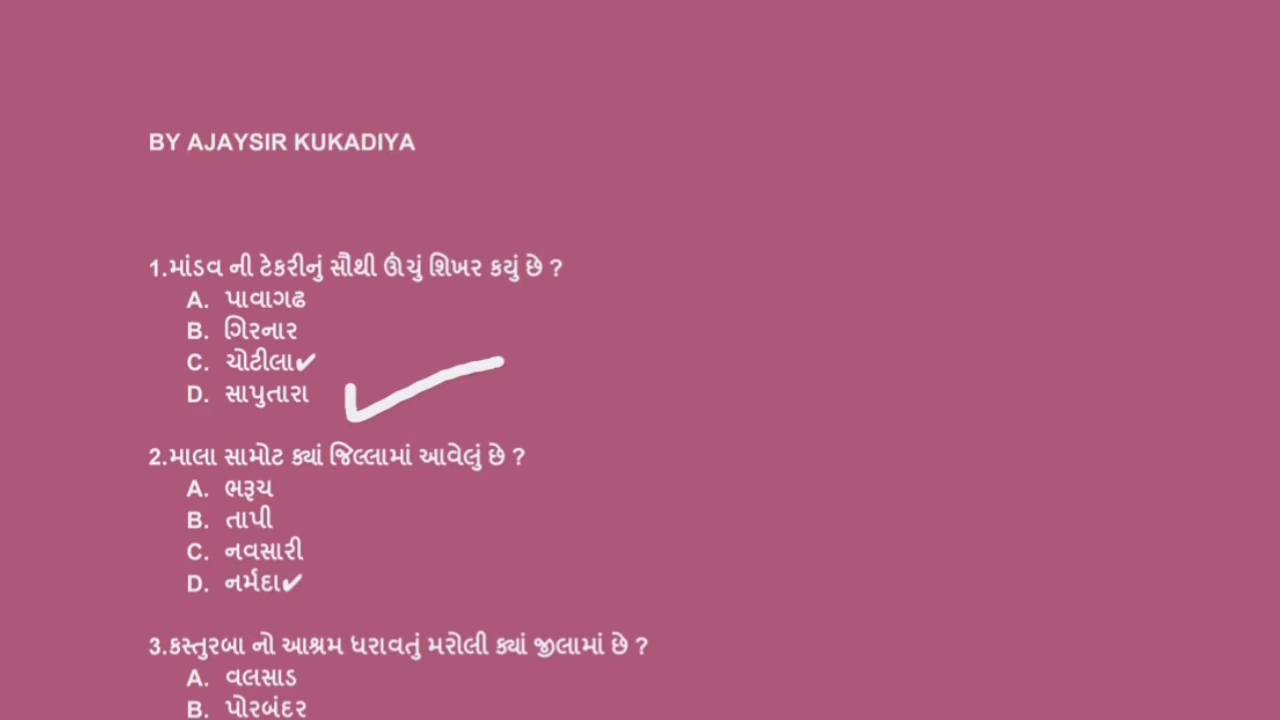 BY AJAYSIR KUKADIYA
1.માંડવ ની ટેકરીનું સૌથી ઊંચું શિખર કયું છે ?
A. પાવાગઢ
B. ગિરનાર
C. ચોટીલા✔
D. સાપુતારા
2.માલા સામોટ ક્યાં જિલ્લામાં આવેલું છે ?
A. ભરૂચ
B. તાપી
C. નવસારી
D. નર્મદા✔
3.કસ્તુરબા નો આશ્રમ ધરાવતું મરોલી ક્યાં જીલામાં છે ?
A. વલસાડ
B. પોરબંદર